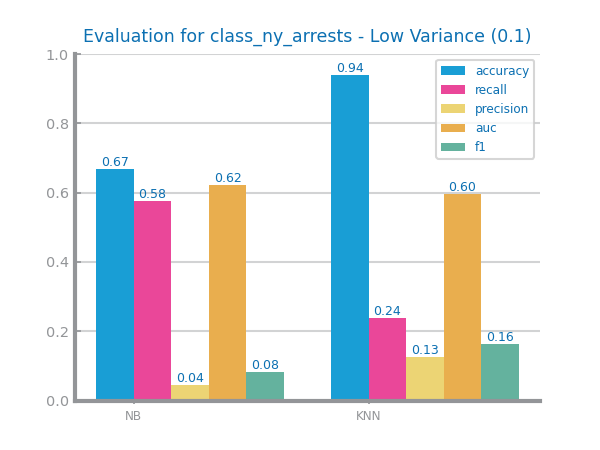 Evaluation for class_ny_arrests - Low Variance (0.1)
1.0
0.8
0.6
0.4
0.2
0.0
0.67
0.58
0.04
0.62
0.08
0.94
0.24
0.13
0.60
0.16
accuracy
recall
precision
auc
f1
NB
KNN